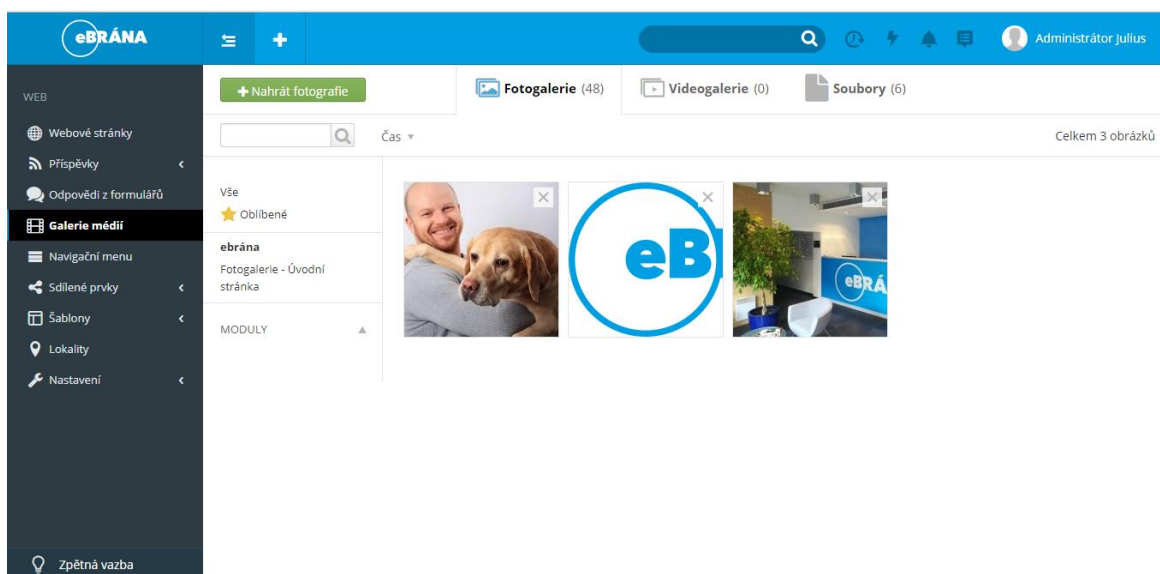 eBRÁNA
Administrátor Julius
WEB
Webové stránky
Příspěvky
Odpovědi z formulářů
Galerie médií
Navigační menu
Sdílené prvky
Šablony
Lokality
Nastavení
Zpětná vazba
Nahrát fotografie
Fotogalerie (48)
Videogalerie (0)
Soubory (6)
Čas
Celkem 3 obrázků
Vše
Oblíbené
ebrána
Fotogalerie - Úvodní
stránka
MODULY
eB
eBRÁ